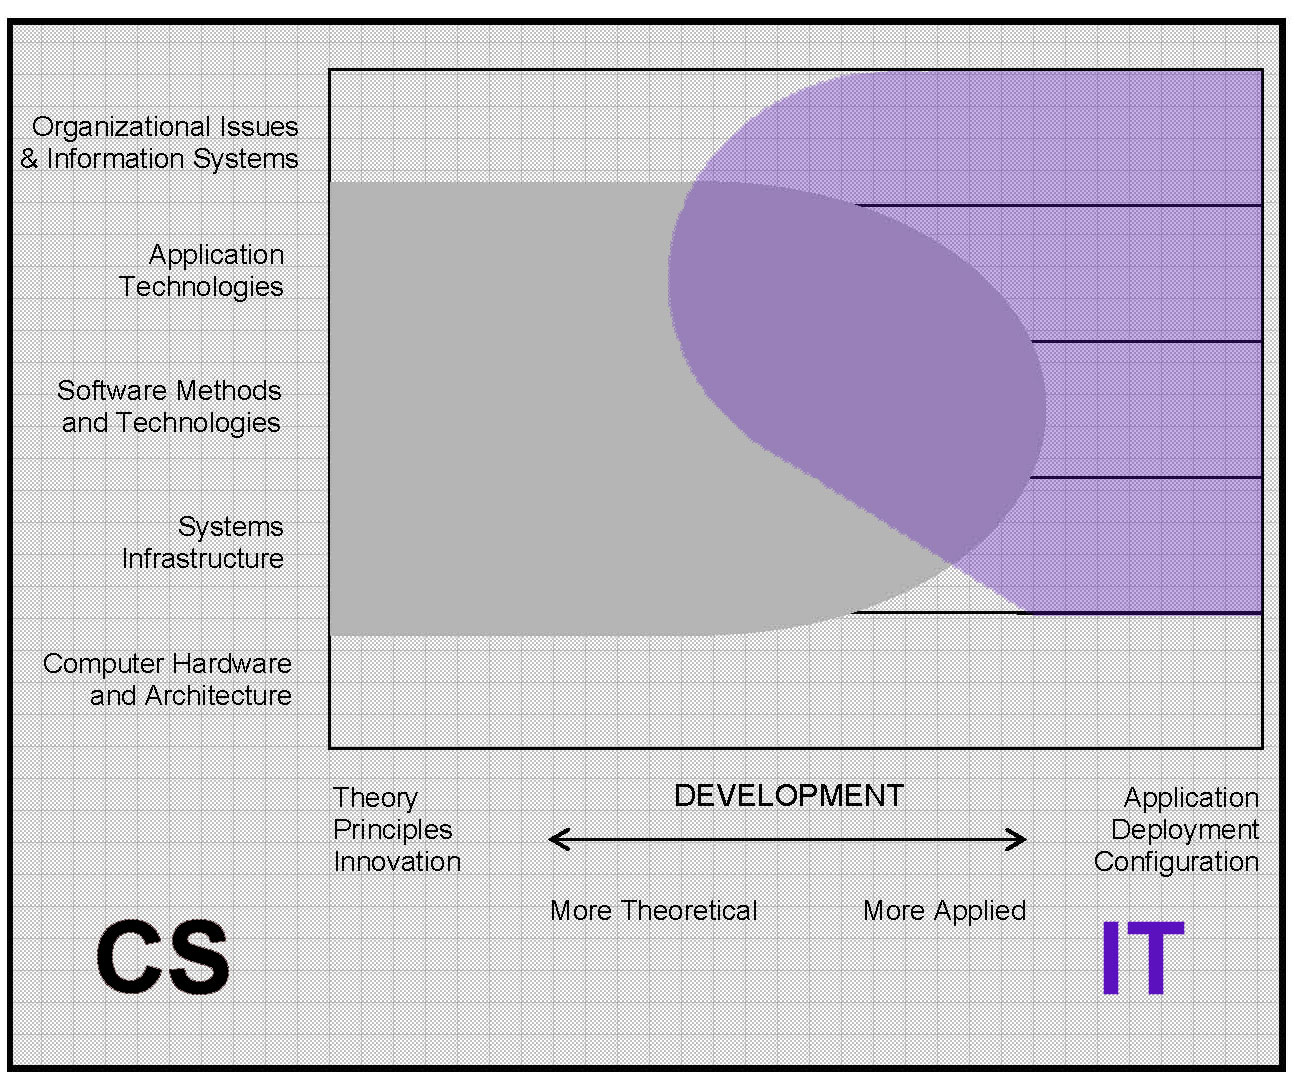 Organizational Issues
& Information Systems
Application
Technologies
Software Methods
and Technologies
Systems
Infrastructure
Computer Hardware
and Architecture
Theory
Principles
Innovation
DEVELOPMENT
Application
Deployment
Configuration
More Theoretical
More Applied
CS
IT